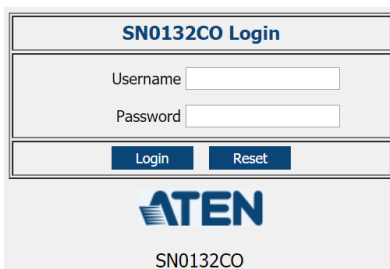 SN0132CO Login
Username
Password
Login Reset
ATEN
SN0132CO